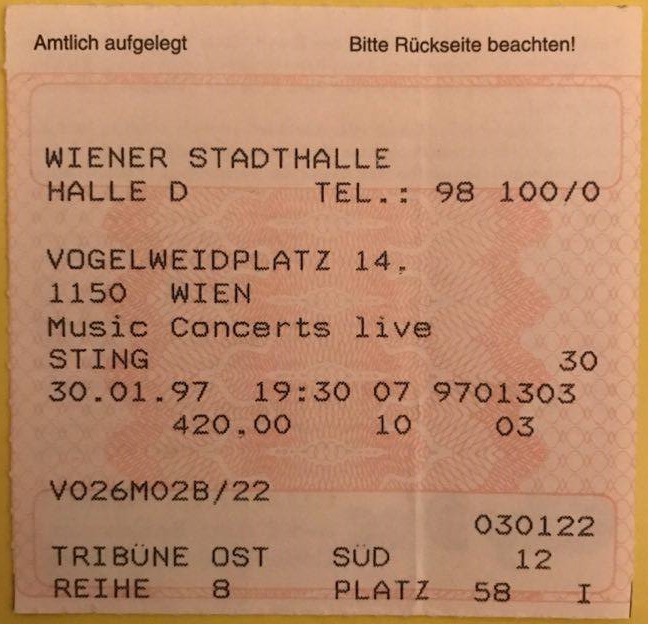 Amtlich aufgelegt Bitte Rückseite beachten!
WIENER STADTHALLE
HALLE D TEL.: 98 100/0
VOGELWEIDPLATZ 14,
1150 WIEN
Music Concerts live
STING 30
30.01.97 19:30 07 9701303
420,00 10 03
V026M02B/22
030122
TRIBÜNE OST SÜD 12
REIHE 8 PLATZ 58 I